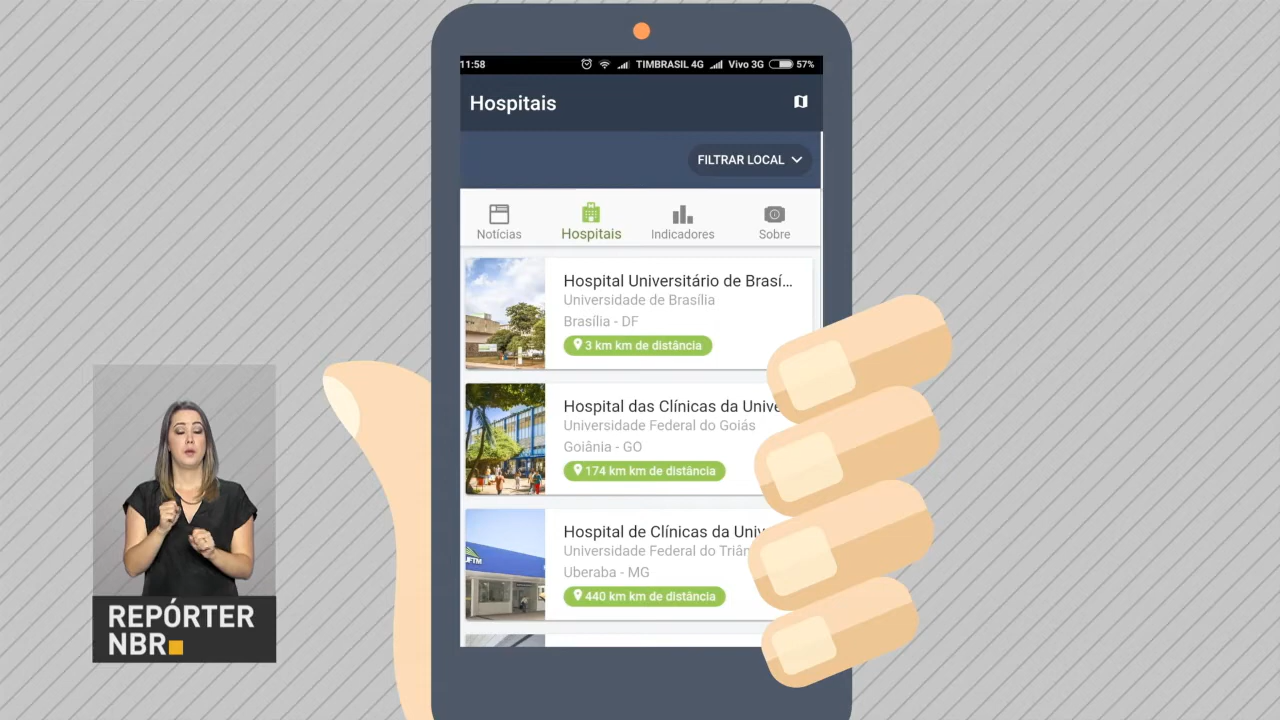 11:58 TIMBRASIL 4G Vivo 3G 57%
Hospitais
FILTRAR LOCAL
Notícias Hospitais Indicadores Sobre
Hospital Universitário de Brasí...
Universidade de Brasília
Brasília - DF
3 km km de distância
Hospital das Clínicas da Unive
Universidade Federal do Goiás
Goiânia - GO
174 km km de distância
Hospital de Clínicas da Univ
Universidade Federal do Triân
Uberaba - MG
440 km km de distância
UFTM
REPÓRTER
NBR